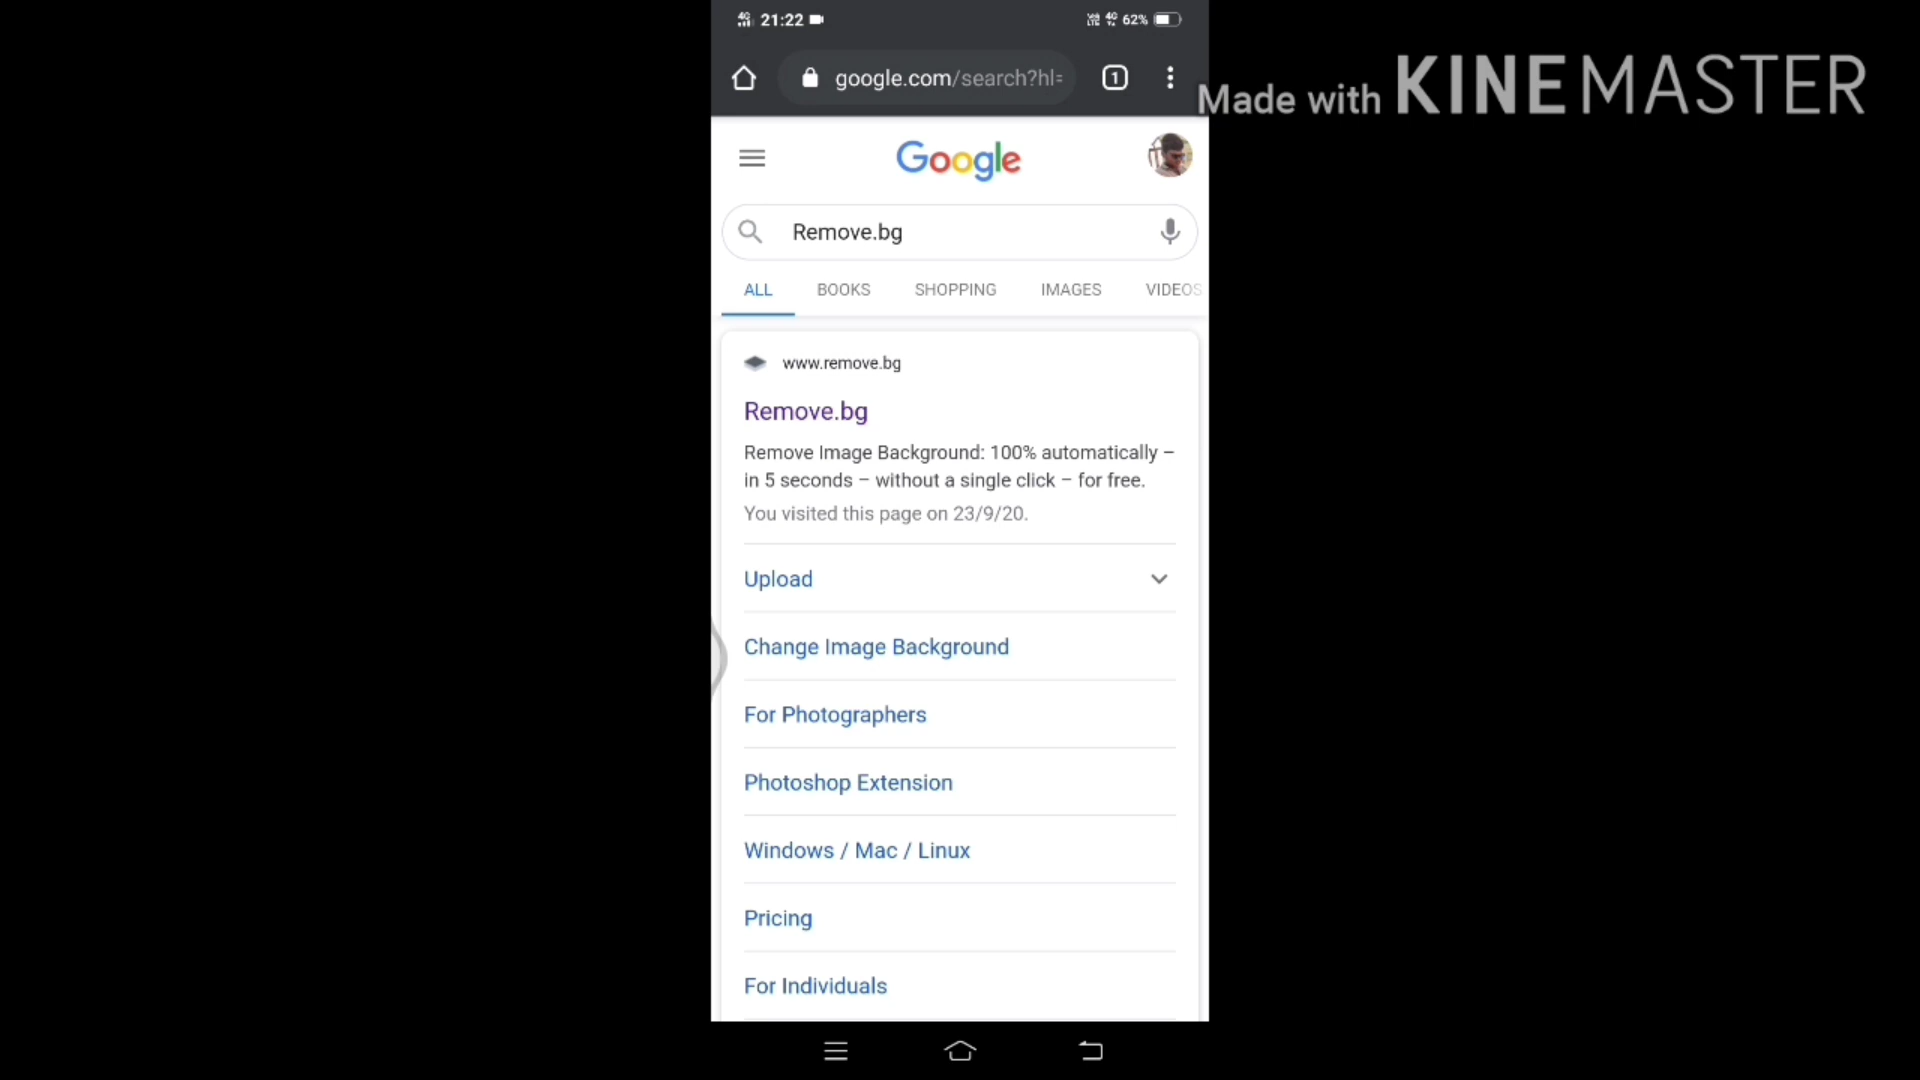 21:22
62%
google.com/search?hl=
1
Made with KINEMASTER
Google
Remove.bg
ALL BOOKS SHOPPING IMAGES VIDEOS
www.remove.bg
Remove.bg
Remove Image Background: 100% automatically –
in 5 seconds – without a single click – for free.
You visited this page on 23/9/20.
Upload
Change Image Background
For Photographers
Photoshop Extension
Windows / Mac / Linux
Pricing
For Individuals